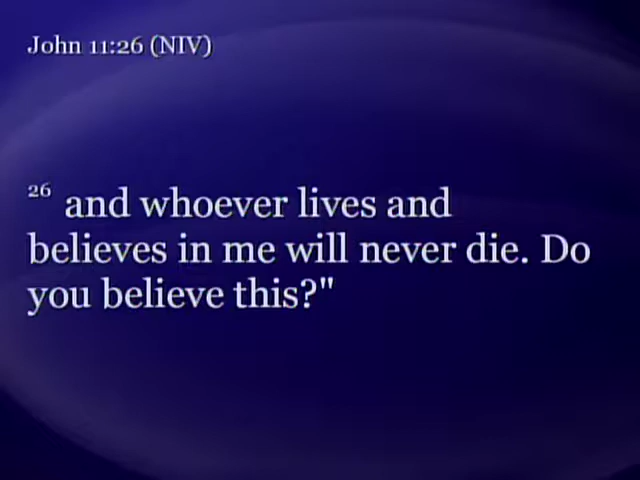 John 11:26 (NIV)
26 and whoever lives and
believes in me will never die. Do
you believe this?"